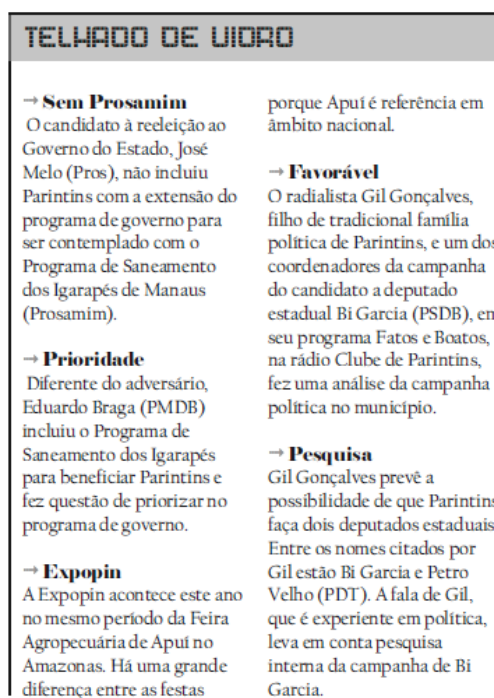 TELHADO DE VIDRO
→ Sem Prosamim
O candidato à reeleição ao
Governo do Estado, José
Melo (Pros), não incluiu
Parintins com a extensão do
programa de governo para
ser contemplado com o
Programa de Saneamento
dos Igarapés de Manaus
(Prosamim).
→ Prioridade
Diferente do adversário,
Eduardo Braga (PMDB)
incluiu o Programa de
Saneamento dos Igarapés
para beneficiar Parintins e
fez questão de priorizar no
programa de governo.
→ Expopin
A Expopin acontece este ano
no mesmo período da Feira
Agropecuária de Apuí no
Amazonas. Há uma grande
diferença entre as festas
porque Apuí é referência em
âmbito nacional.
→ Favorável
O radialista Gil Gonçalves,
filho de tradicional família
política de Parintins, e um dos
coordenadores da campanha
do candidato a deputado
estadual Bi Garcia (PSDB), em
seu programa Fatos e Boatos,
na rádio Clube de Parintins,
fez uma análise da campanha
política no município.
→ Pesquisa
Gil Gonçalves prevê a
possibilidade de que Parintins
faça dois deputados estaduais
Entre os nomes citados por
Gil estão Bi Garcia e Petro
Velho (PDT). A fala de Gil,
que é experiente em política,
leva em conta pesquisa
interna da campanha de Bi
Garcia.